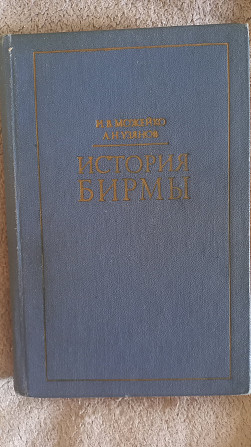 И. В. МОЖЕЙКО
А. Н. УЗЯНОВ
ИСТОРИЯ
БИРМЫ